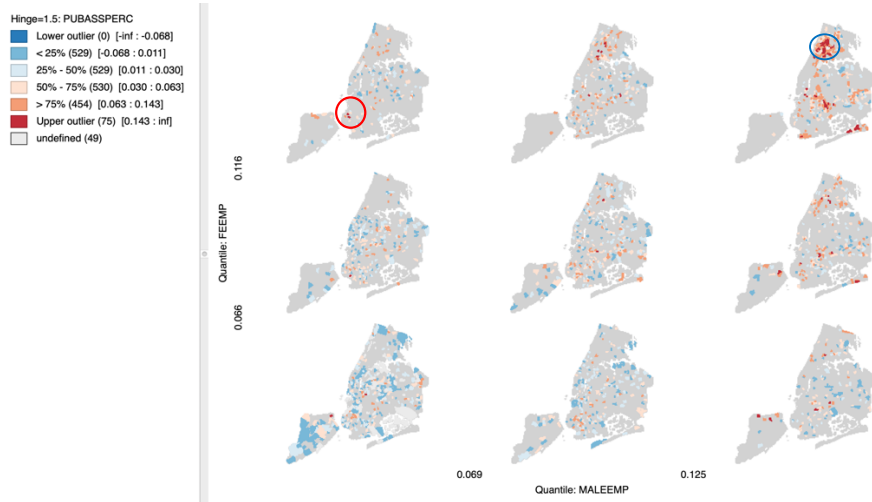 Hinge=1.5: PUBASSPERC
Lower outlier (0) [-inf : -0.068]
< 25% (529) [-0.068 : 0.011]
25% - 50% (529) [0.011 : 0.030]
50% - 75% (530) [0.030 : 0.063]
> 75% (454) [0.063 : 0.143]
Upper outlier (75) [0.143 : inf]
undefined (49)
0.116
Quantile: FEEMP
0.066
0.069
0.125
Quantile: MALEEMP